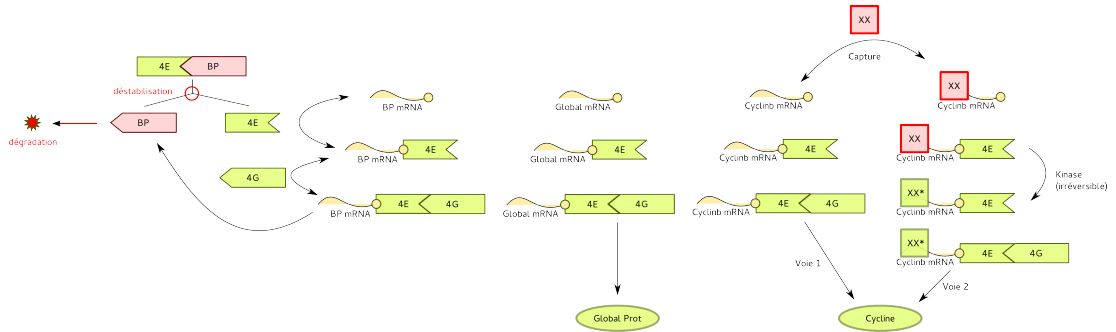 XX
Capture
4E BP
déstabilisation
XX
BP mRNA
Global mRNA
Cyclinb mRNA
Cyclinb mRNA
BP
4E
dégradation
XX
4E
4E
4E
4E
BP mRNA
Global mRNA
Cyclinb mRNA
Cyclinb mRNA
Kinase
(irréversible)
4G
XX*
4E
Cyclinb mRNA
4E 4G
4E 4G
4E 4G
BP mRNA
Global mRNA
Cyclinb mRNA
XX*
4E 4G
Cyclinb mRNA
Voie 1
Voie 2
Global Prot
Cycline